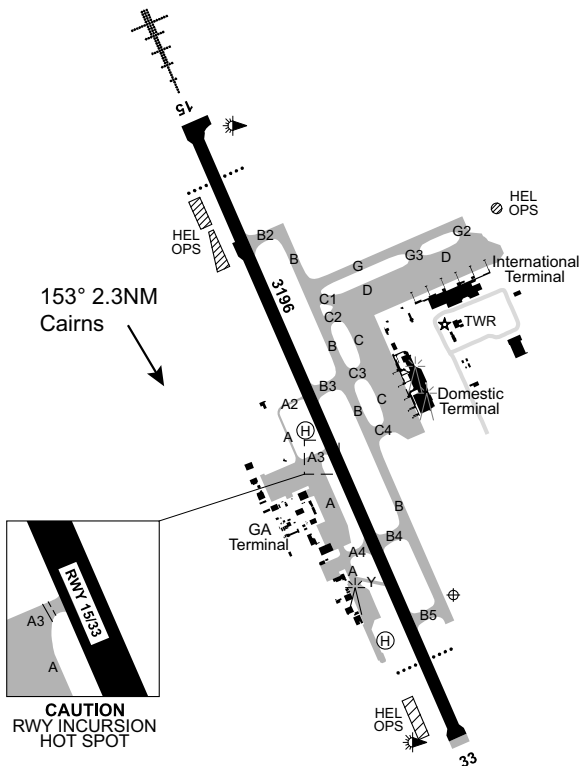 15
HEL
OPS
HEL
OPS
B2
B
G2
G3
G
D
D
International
Terminal
3196
C1
C2
TWR
153° 2.3NM
Cairns
B
C
C3
B3
A2
B
C
Domestic
Terminal
C4
A
H
A3
A
B
GA
Terminal
B4
A4
A
Y
B5
H
RWY 15/33
A3
A
CAUTION
RWY INCURSION
HOT SPOT
HEL
OPS
33